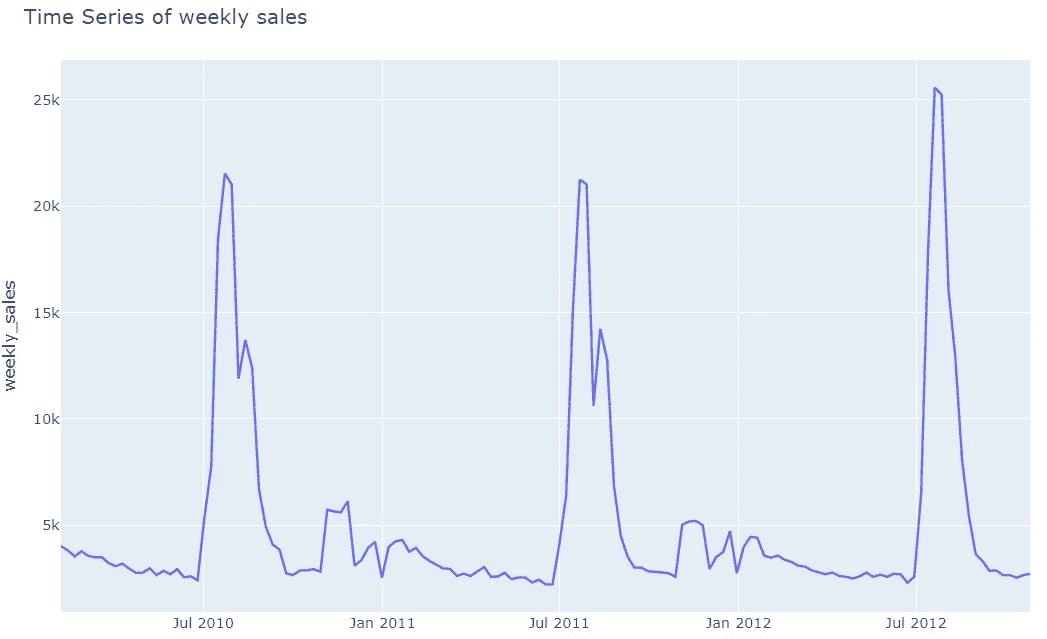 Time Series of weekly sales
25k
20k
15k
10k
5k
weekly_sales
Jul 2010
Jan 2011
Jul 2011
Jan 2012
Jul 2012